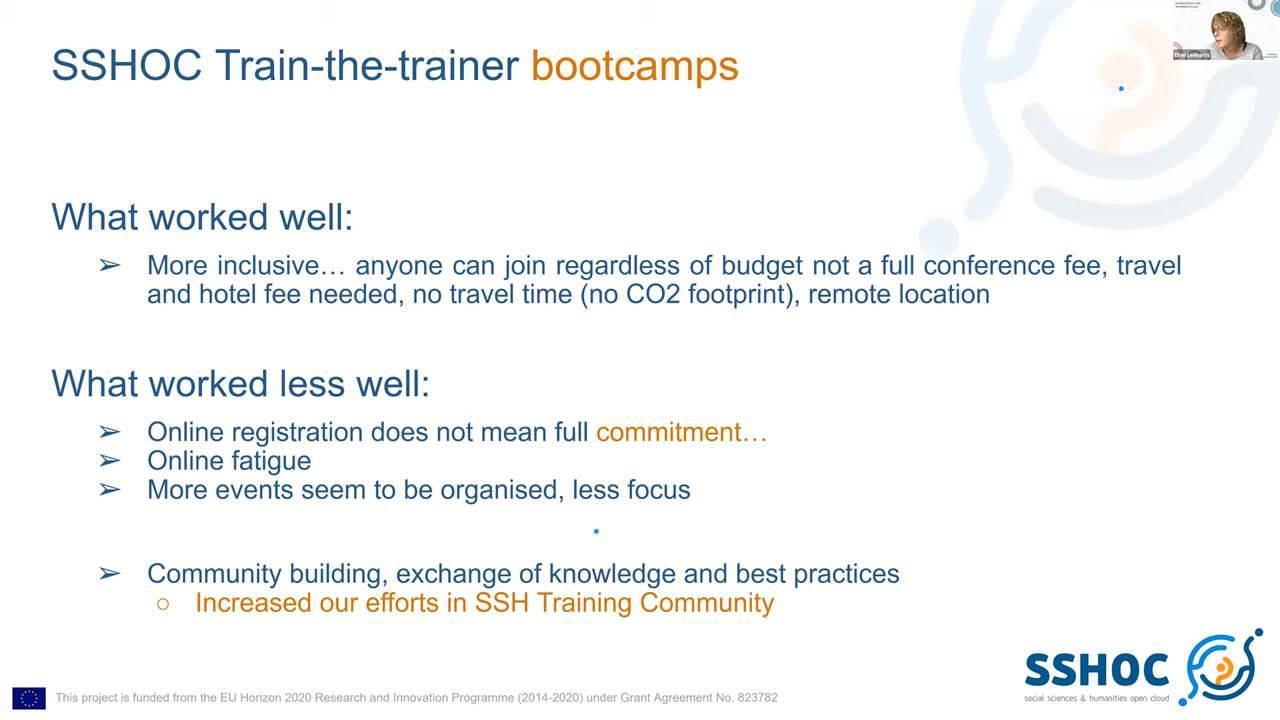 SSHOC Train-the-trainer bootcamps
Ellen Leenarts
What worked well:
➢ More inclusive… anyone can join regardless of budget not a full conference fee, travel
and hotel fee needed, no travel time (no CO2 footprint), remote location
What worked less well:
➢ Online registration does not mean full commitment…
➢ Online fatigue
➢ More events seem to be organised, less focus
➢ Community building, exchange of knowledge and best practices
○ Increased our efforts in SSH Training Community
SSHOC
social sciences & humanities open cloud
This project is funded from the EU Horizon 2020 Research and Innovation Programme (2014-2020) under Grant Agreement No. 823782